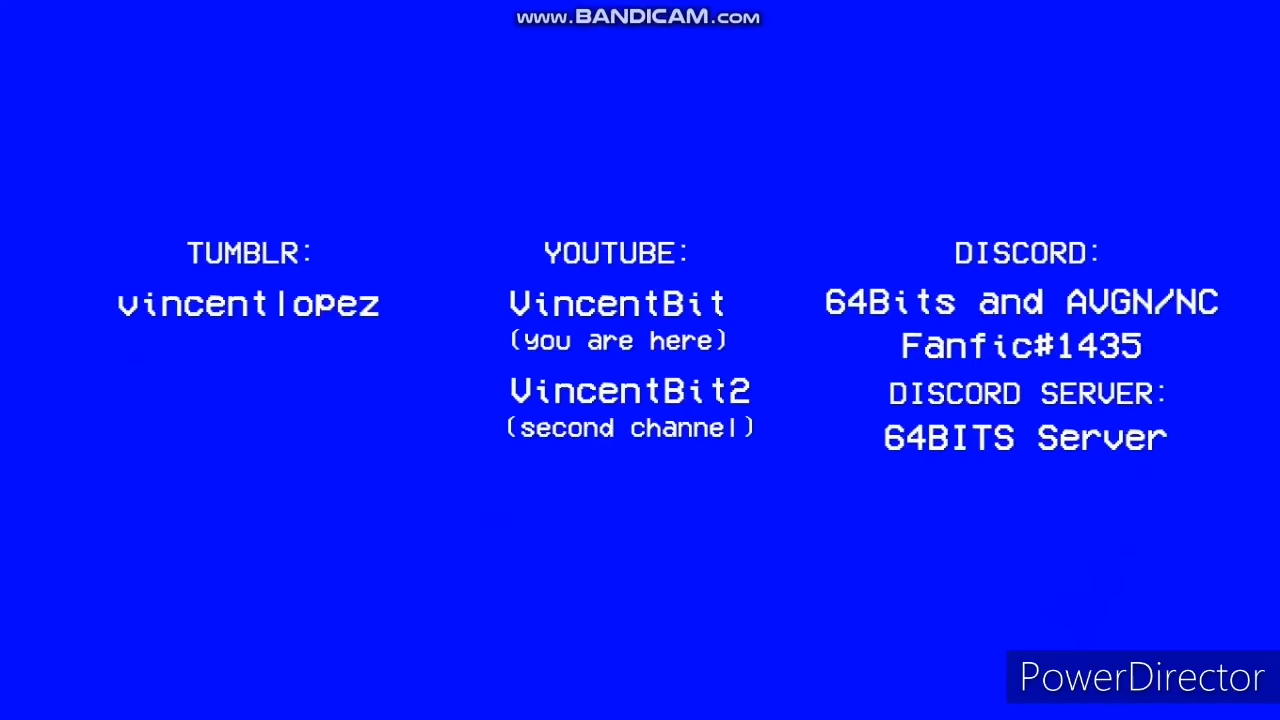 www.BANDICAM.com
TUMBLR:
vincentlopez
YOUTUBE:
VincentBit
(you are here)
VincentBit2
(second channel)
DISCORD:
64Bits and AVGN/NC
Fanfic#1435
DISCORD SERVER:
64BITS Server
PowerDirector